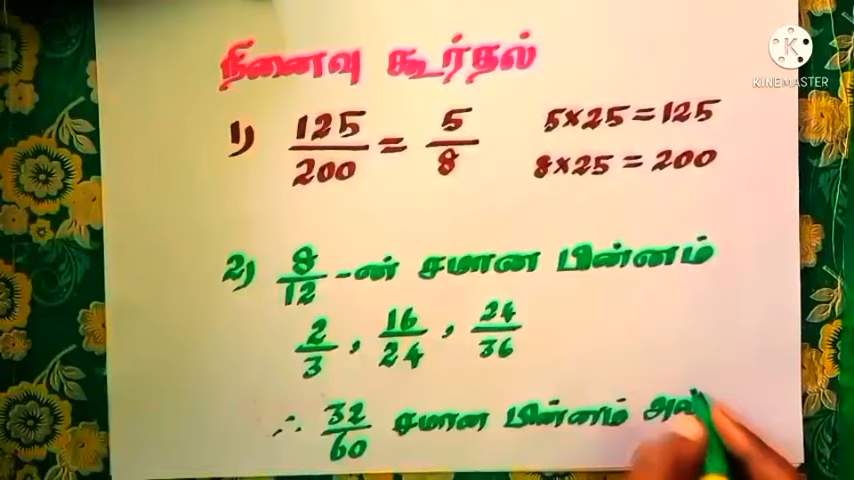 நினைவு கூர்தல்
KINEMASTER
1) 125/200 = 5/8 5×25=125
8×25 = 200
2) 8/12 -ன் சமான பின்னம்
2/3 , 16/24 , 24/36
∴ 32/60 சமான பின்னம்